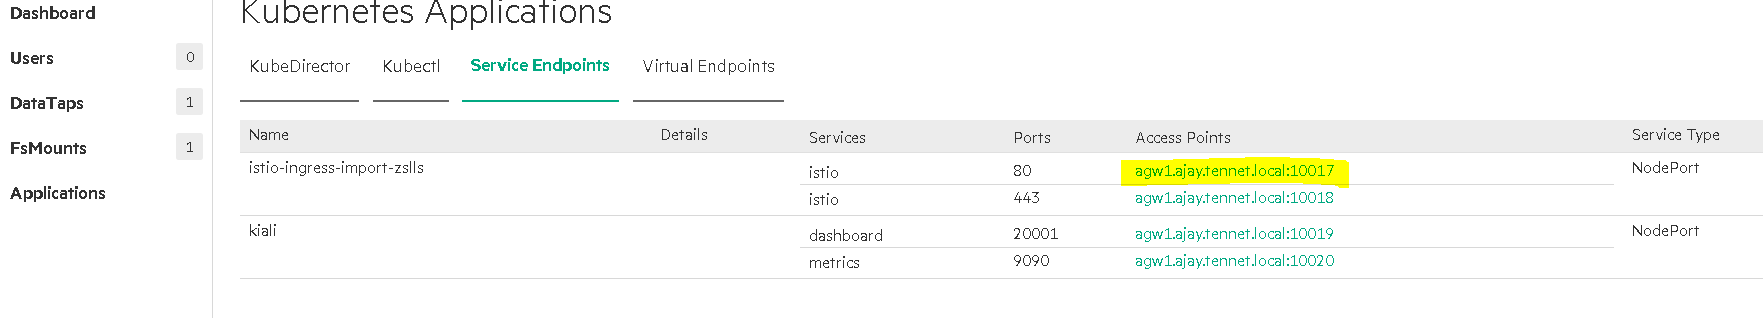 Dashboard
Users 0
DataTaps 1
FsMounts 1
Applications
Kubernetes Applications
KubeDirector Kubectl Service Endpoints Virtual Endpoints
Name Details Services Ports Access Points Service Type
istio-ingress-import-zslls istio 80 agw1.ajay.tennet.local:10017 NodePort
istio 443 agw1.ajay.tennet.local:10018
kiali dashboard 20001 agw1.ajay.tennet.local:10019 NodePort
metrics 9090 agw1.ajay.tennet.local:10020